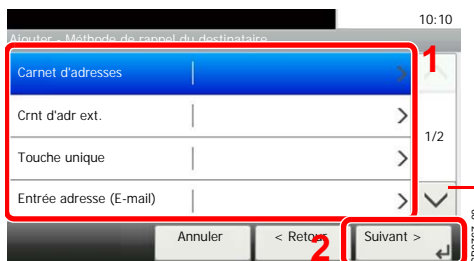 10:10
Ajouter - Méthode de rappel du destinataire
1
Carnet d'adresses
Crnt d'adr ext.
1/2
Touche unique
Entrée adresse (E-mail)
Annuler
< Retour
2
Suivant >